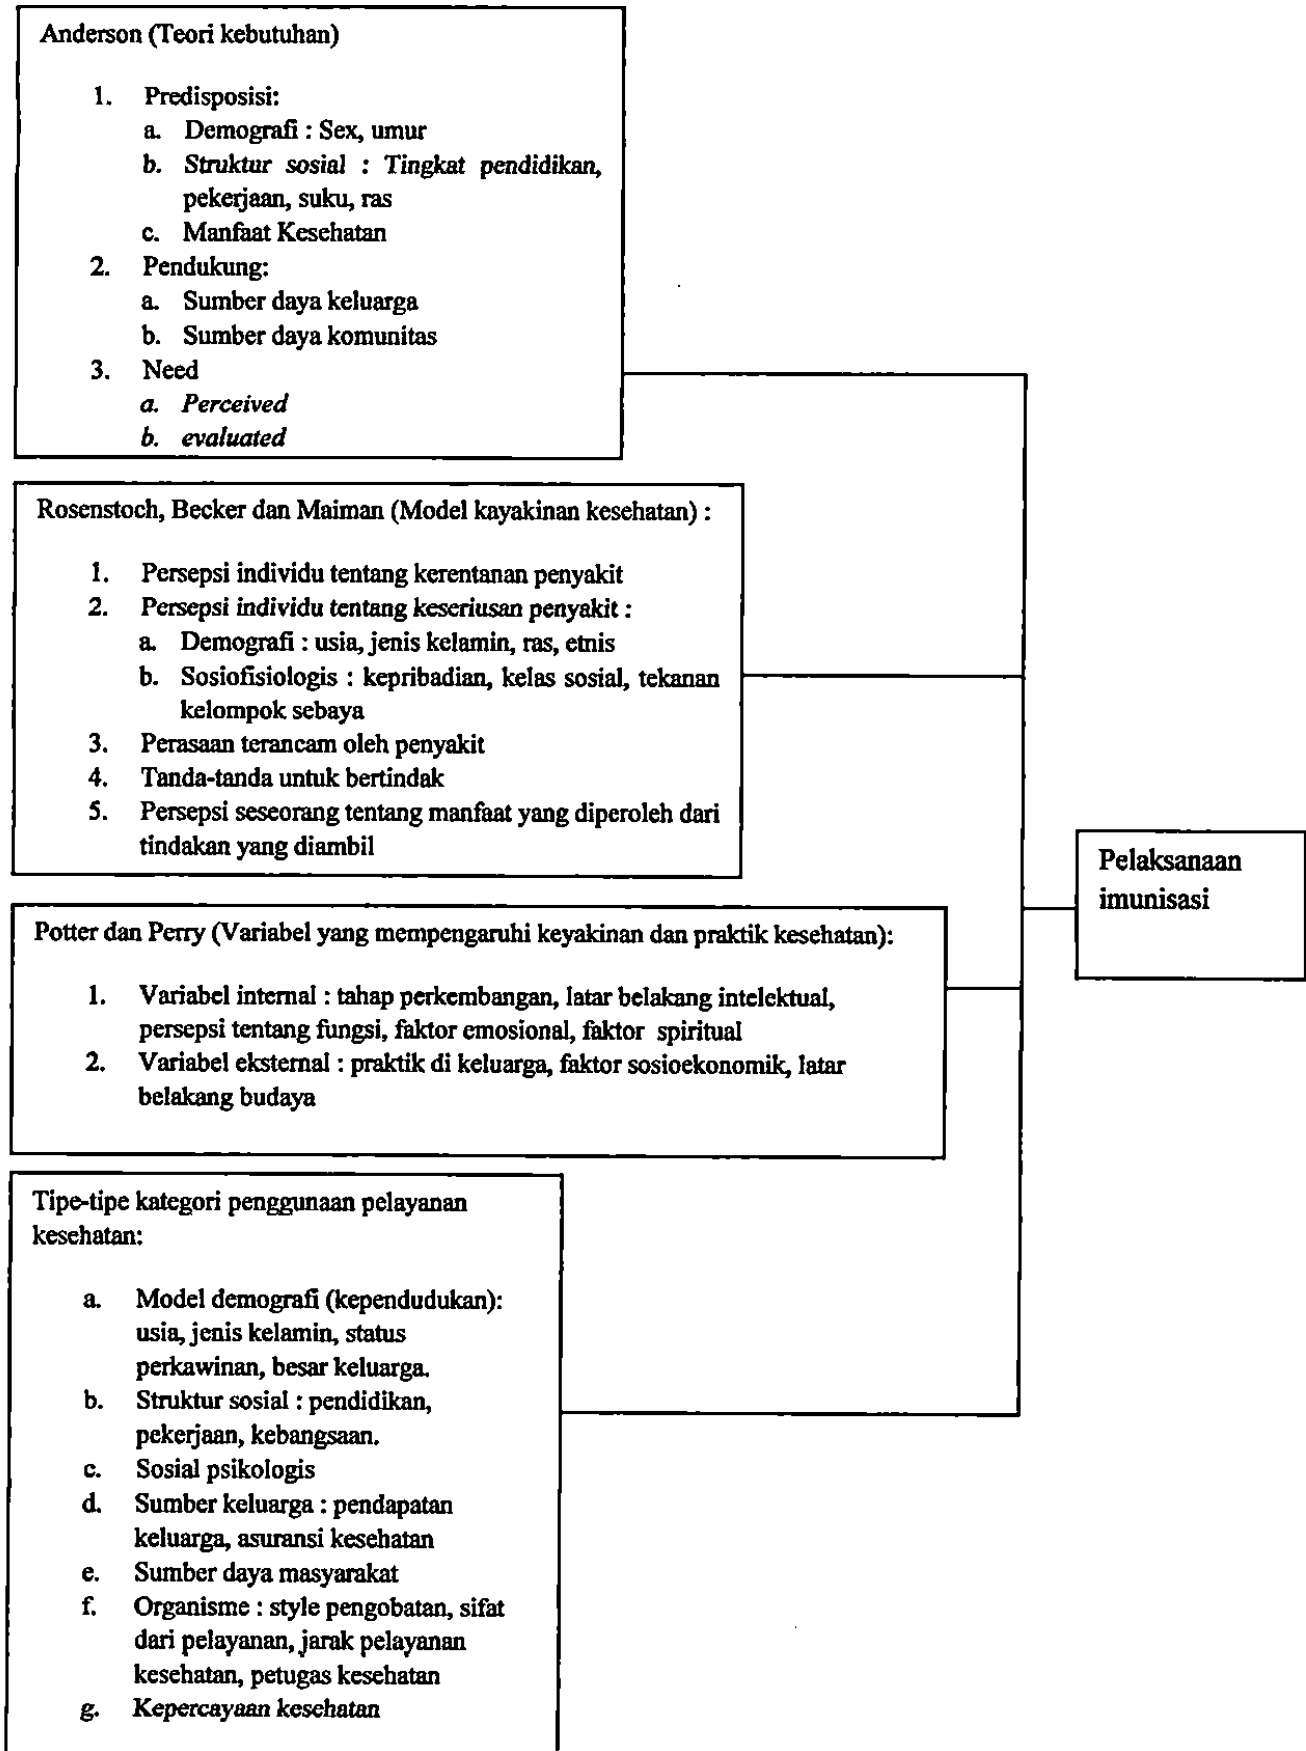 Anderson (Teori kebutuhan)
1. Predisposisi:
a. Demografi : Sex, umur
b. Struktur sosial : Tingkat pendidikan,
pekerjaan, suku, ras
c. Manfaat Kesehatan
2. Pendukung:
a. Sumber daya keluarga
b. Sumber daya komunitas
3. Need
a. Perceived
b. evaluated
Rosenstoch, Becker dan Maiman (Model kayakinan kesehatan) :
1. Persepsi individu tentang kerentanan penyakit
2. Persepsi individu tentang keseriusan penyakit :
a. Demografi : usia, jenis kelamin, ras, etnis
b. Sosiofisiologis : kepribadian, kelas sosial, tekanan
kelompok sebaya
3. Perasaan terancam oleh penyakit
4. Tanda-tanda untuk bertindak
5. Persepsi seseorang tentang manfaat yang diperoleh dari
tindakan yang diambil
Potter dan Perry (Variabel yang mempengaruhi keyakinan dan praktik kesehatan):
1. Variabel internal : tahap perkembangan, latar belakang intelektual,
persepsi tentang fungsi, faktor emosional, faktor spiritual
2. Variabel eksternal : praktik di keluarga, faktor sosioekonomik, latar
belakang budaya
Tipe-tipe kategori penggunaan pelayanan
kesehatan:
a. Model demografi (kependudukan):
usia, jenis kelamin, status
perkawinan, besar keluarga.
b. Struktur sosial : pendidikan,
pekerjaan, kebangsaan.
c. Sosial psikologis
d. Sumber keluarga : pendapatan
keluarga, asuransi kesehatan
e. Sumber daya masyarakat
f. Organisme : style pengobatan, sifat
dari pelayanan, jarak pelayanan
kesehatan, petugas kesehatan
g. Kepercayaan kesehatan
Pelaksanaan
imunisasi